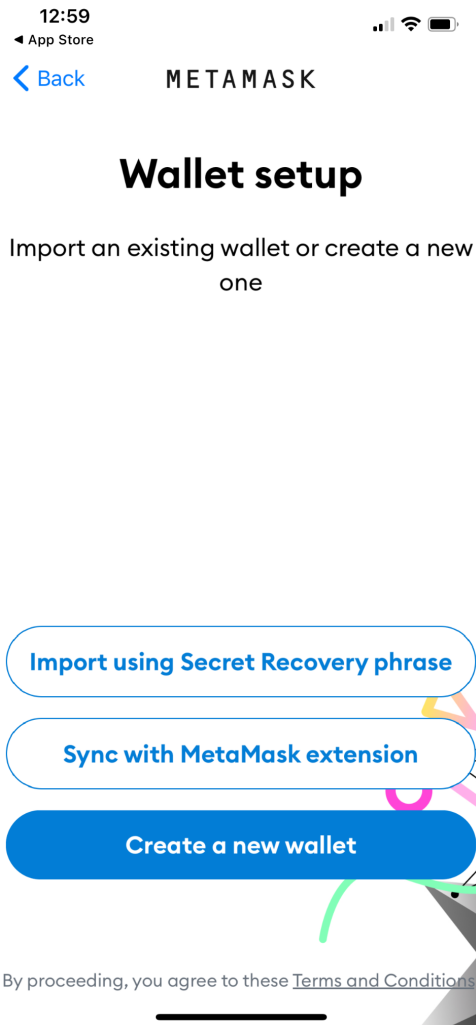 12:59
◀ App Store
Back
METAMASK
Wallet setup
Import an existing wallet or create a new
one
Import using Secret Recovery phrase
Sync with MetaMask extension
Create a new wallet
By proceeding, you agree to these Terms and Conditions